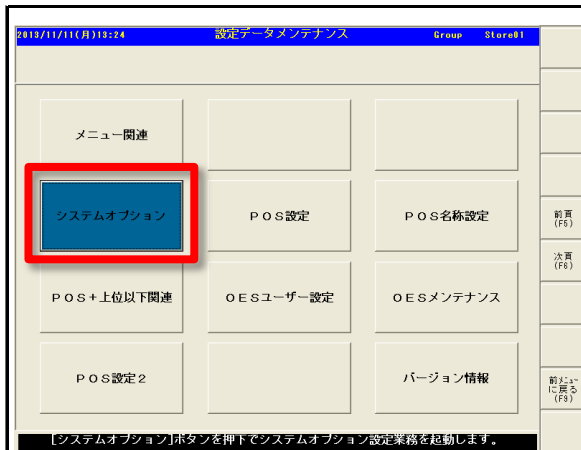 2013/11/11(月)13:24 設定データメンテナンス Group Store01
メニュー関連
システムオプション POS設定 POS名称設定
前頁
(F5)
次頁
(F6)
POS+上位以下関連 OESユーザー設定 OESメンテナンス
POS設定2 バージョン情報
前メニュー
に戻る
(F9)
[システムオプション]ボタンを押下でシステムオプション設定業務を起動します。